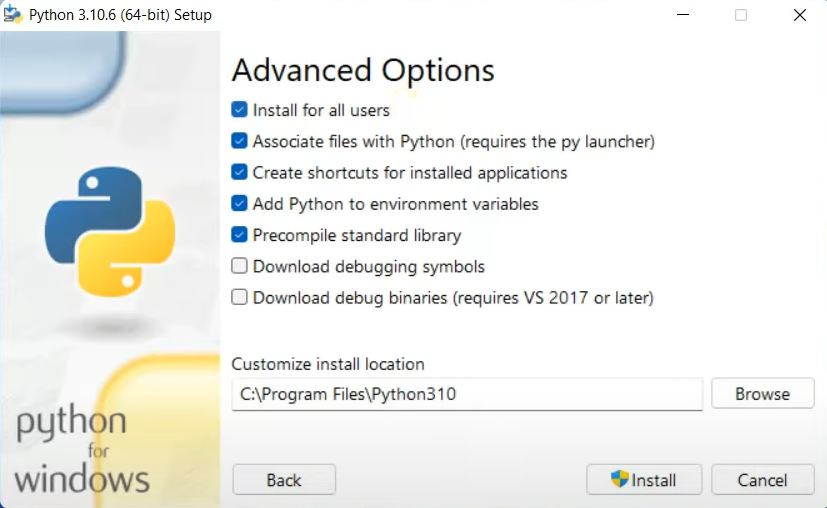 Python 3.10.6 (64-bit) Setup
Advanced Options
Install for all users
Associate files with Python (requires the py launcher)
Create shortcuts for installed applications
Add Python to environment variables
Precompile standard library
Download debugging symbols
Download debug binaries (requires VS 2017 or later)
Customize install location
C:\Program Files\Python310
Browse
python
for
windows
Back
Install
Cancel